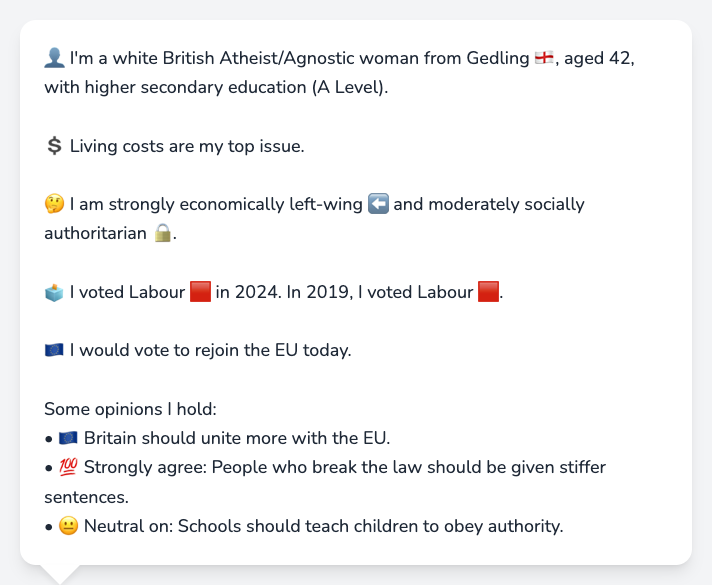 👤 I'm a white British Atheist/Agnostic woman from Gedling 🏴󠁧󠁢󠁥󠁮󠁧󠁿, aged 42,
with higher secondary education (A Level).
💲 Living costs are my top issue.
🤔 I am strongly economically left-wing ⬅️ and moderately socially
authoritarian 🔒.
🗳️ I voted Labour 🟥 in 2024. In 2019, I voted Labour 🟥.
🇪🇺 I would vote to rejoin the EU today.
Some opinions I hold:
• 🇪🇺 Britain should unite more with the EU.
• 💯 Strongly agree: People who break the law should be given stiffer
sentences.
• 😐 Neutral on: Schools should teach children to obey authority.